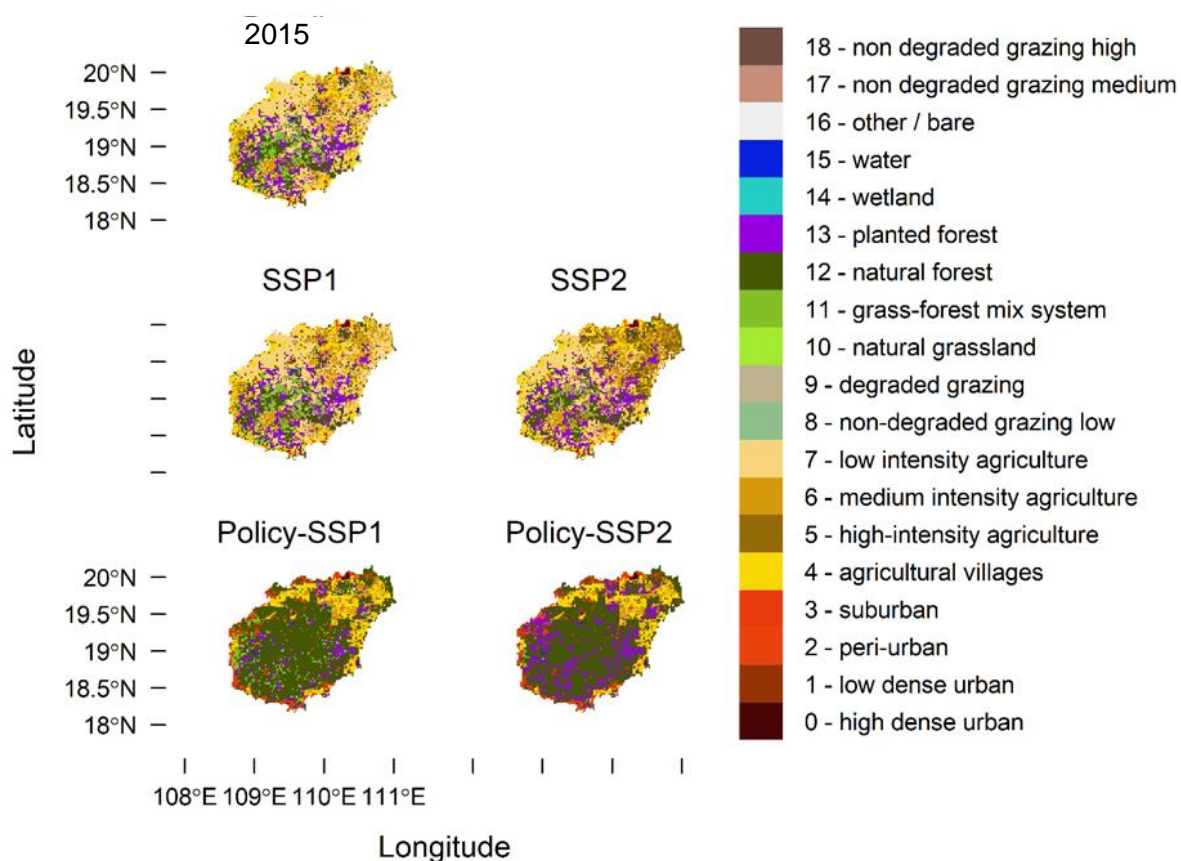 2015
20°N
19.5°N
19°N
18.5°N
18°N
SSP1
SSP2
Latitude
Policy-SSP1
Policy-SSP2
20°N
19.5°N
19°N
18.5°N
18°N
108°E 109°E 110°E 111°E
Longitude
18 - non degraded grazing high
17 - non degraded grazing medium
16 - other / bare
15 - water
14 - wetland
13 - planted forest
12 - natural forest
11 - grass-forest mix system
10 - natural grassland
9 - degraded grazing
8 - non-degraded grazing low
7 - low intensity agriculture
6 - medium intensity agriculture
5 - high-intensity agriculture
4 - agricultural villages
3 - suburban
2 - peri-urban
1 - low dense urban
0 - high dense urban